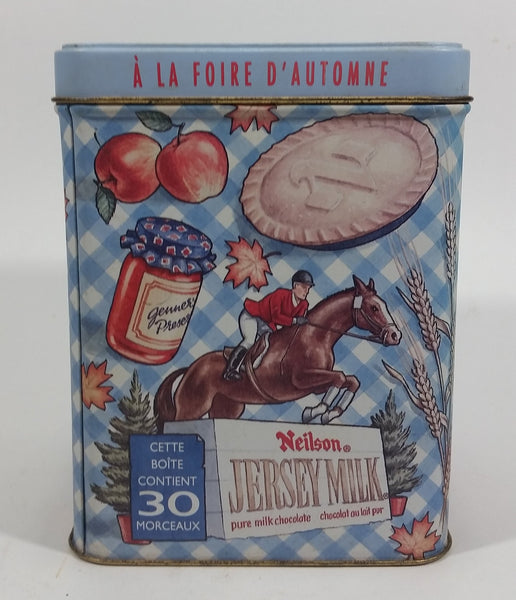 À LA FOIRE D'AUTOMNE
Jenner's
Preser
CETTE
BOÎTE
CONTIENT
30
MORCEAUX
Neilson®
JERSEY MILK®
pure milk chocolate chocolat au lait pur